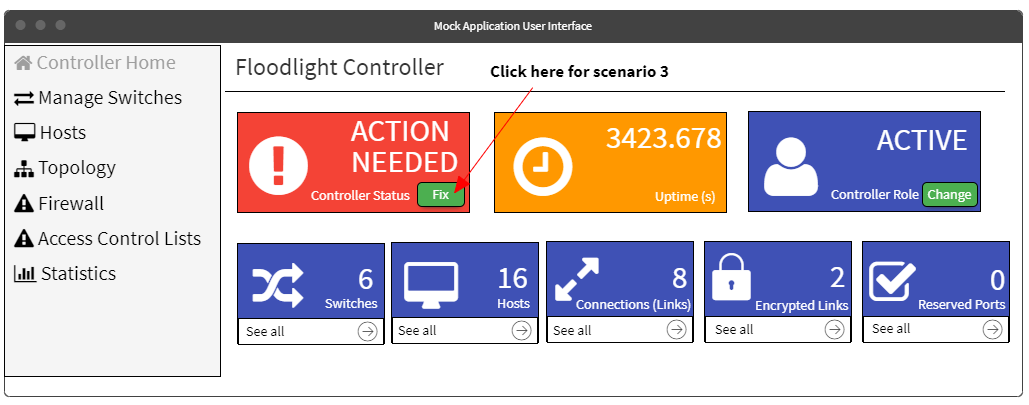 Mock Application User Interface
Controller Home
Manage Switches
Hosts
Topology
Firewall
Access Control Lists
Statistics
Floodlight Controller
Click here for scenario 3
ACTION
NEEDED
Controller Status
Fix
3423.678
Uptime (s)
ACTIVE
Controller Role
Change
6
Switches
See all
16
Hosts
See all
8
Connections (Links)
See all
2
Encrypted Links
See all
0
Reserved Ports
See all